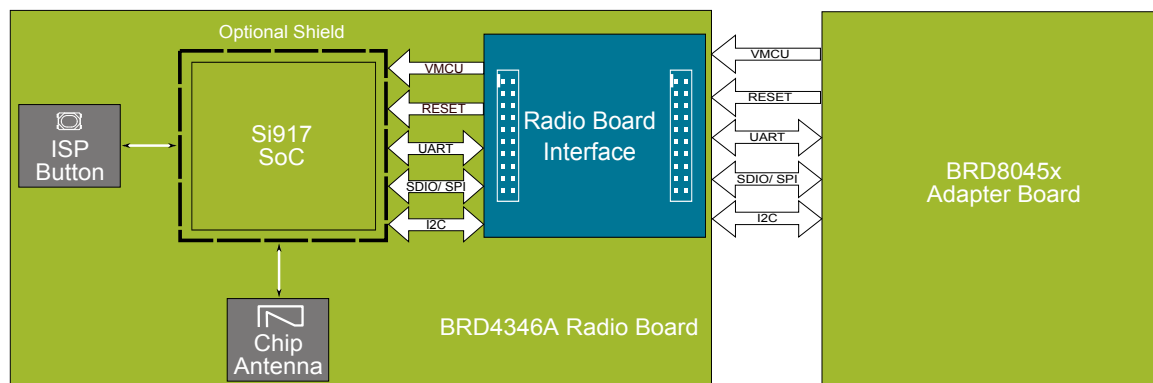 Optional Shield
VMCU
VMCU
RESET
RESET
ISP
Button
Si917
SoC
Radio Board
Interface
UART
UART
SDIO/ SPI
SDIO/ SPI
I2C
I2C
BRD8045x
Adapter Board
Chip
Antenna
BRD4346A Radio Board